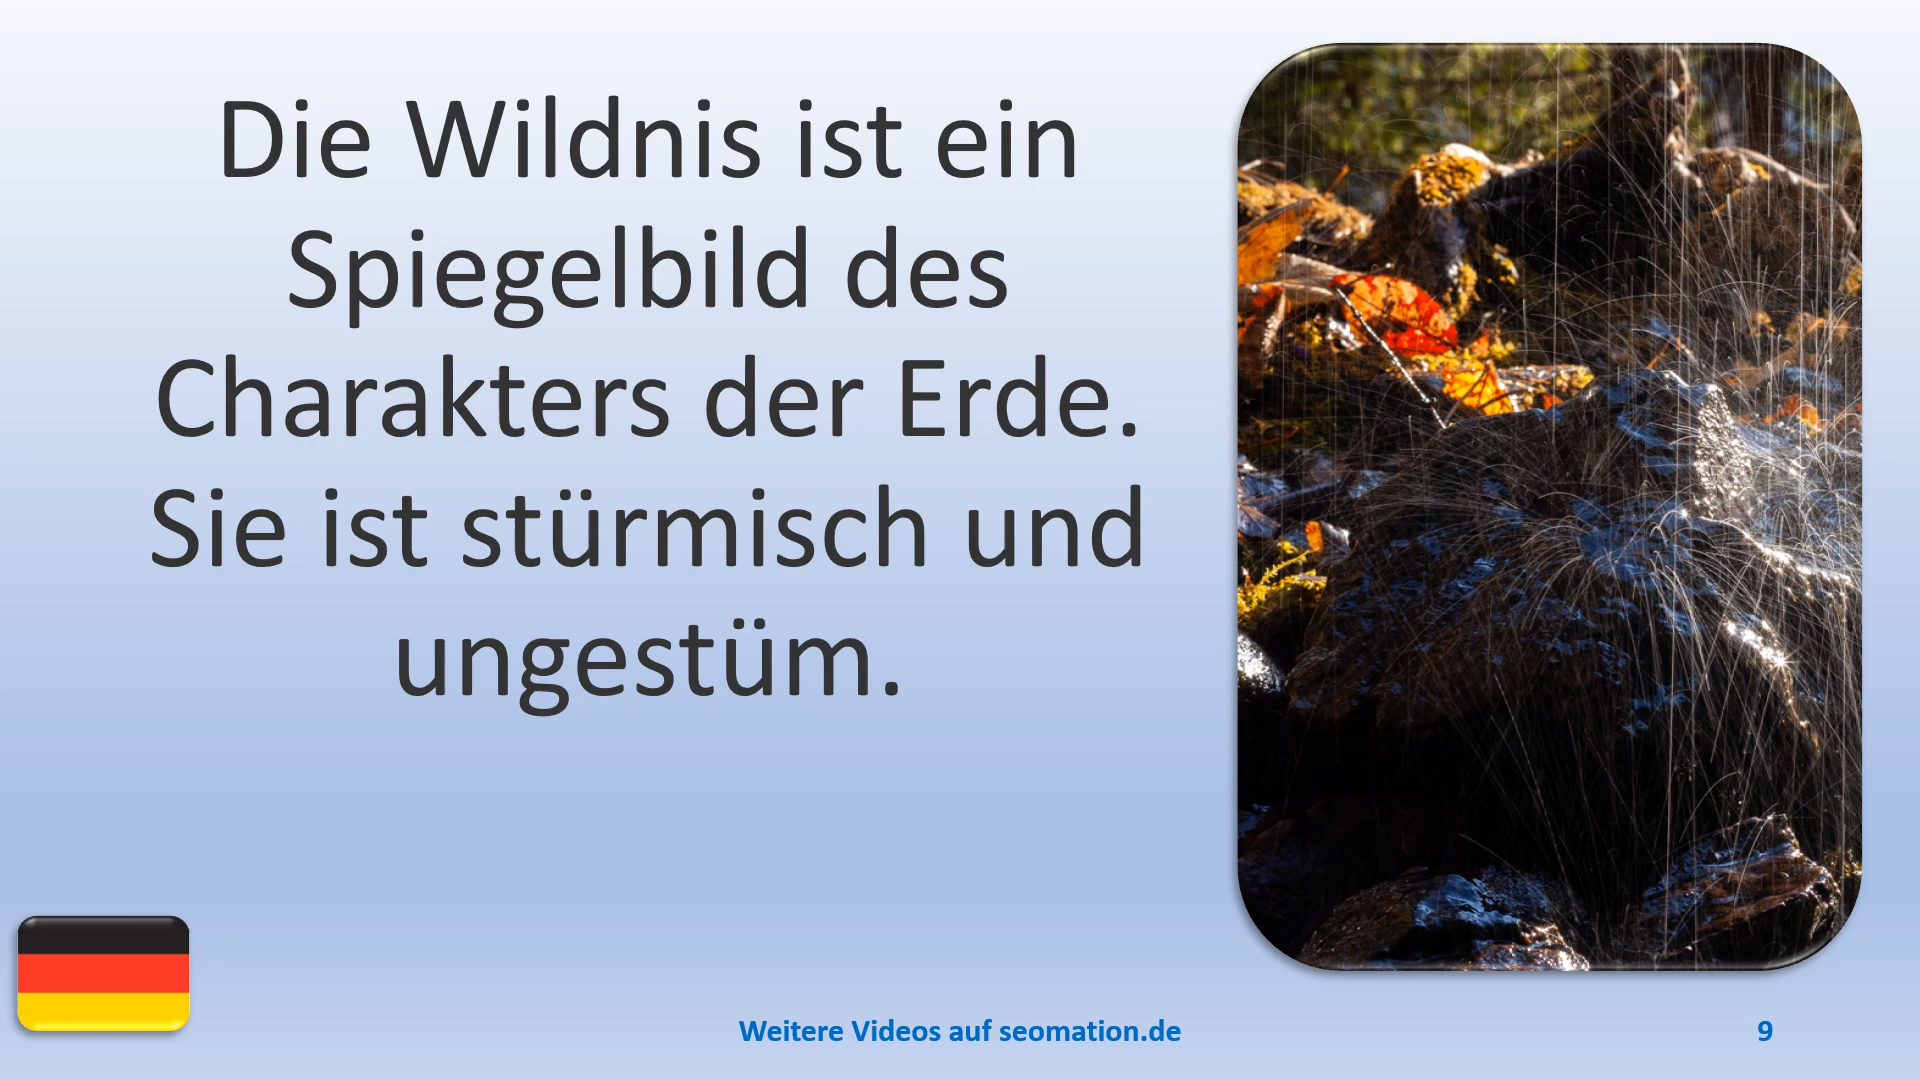 Die Wildnis ist ein
Spiegelbild des
Charakters der Erde.
Sie ist stürmisch und
ungestüm.
Weitere Videos auf seomation.de
9